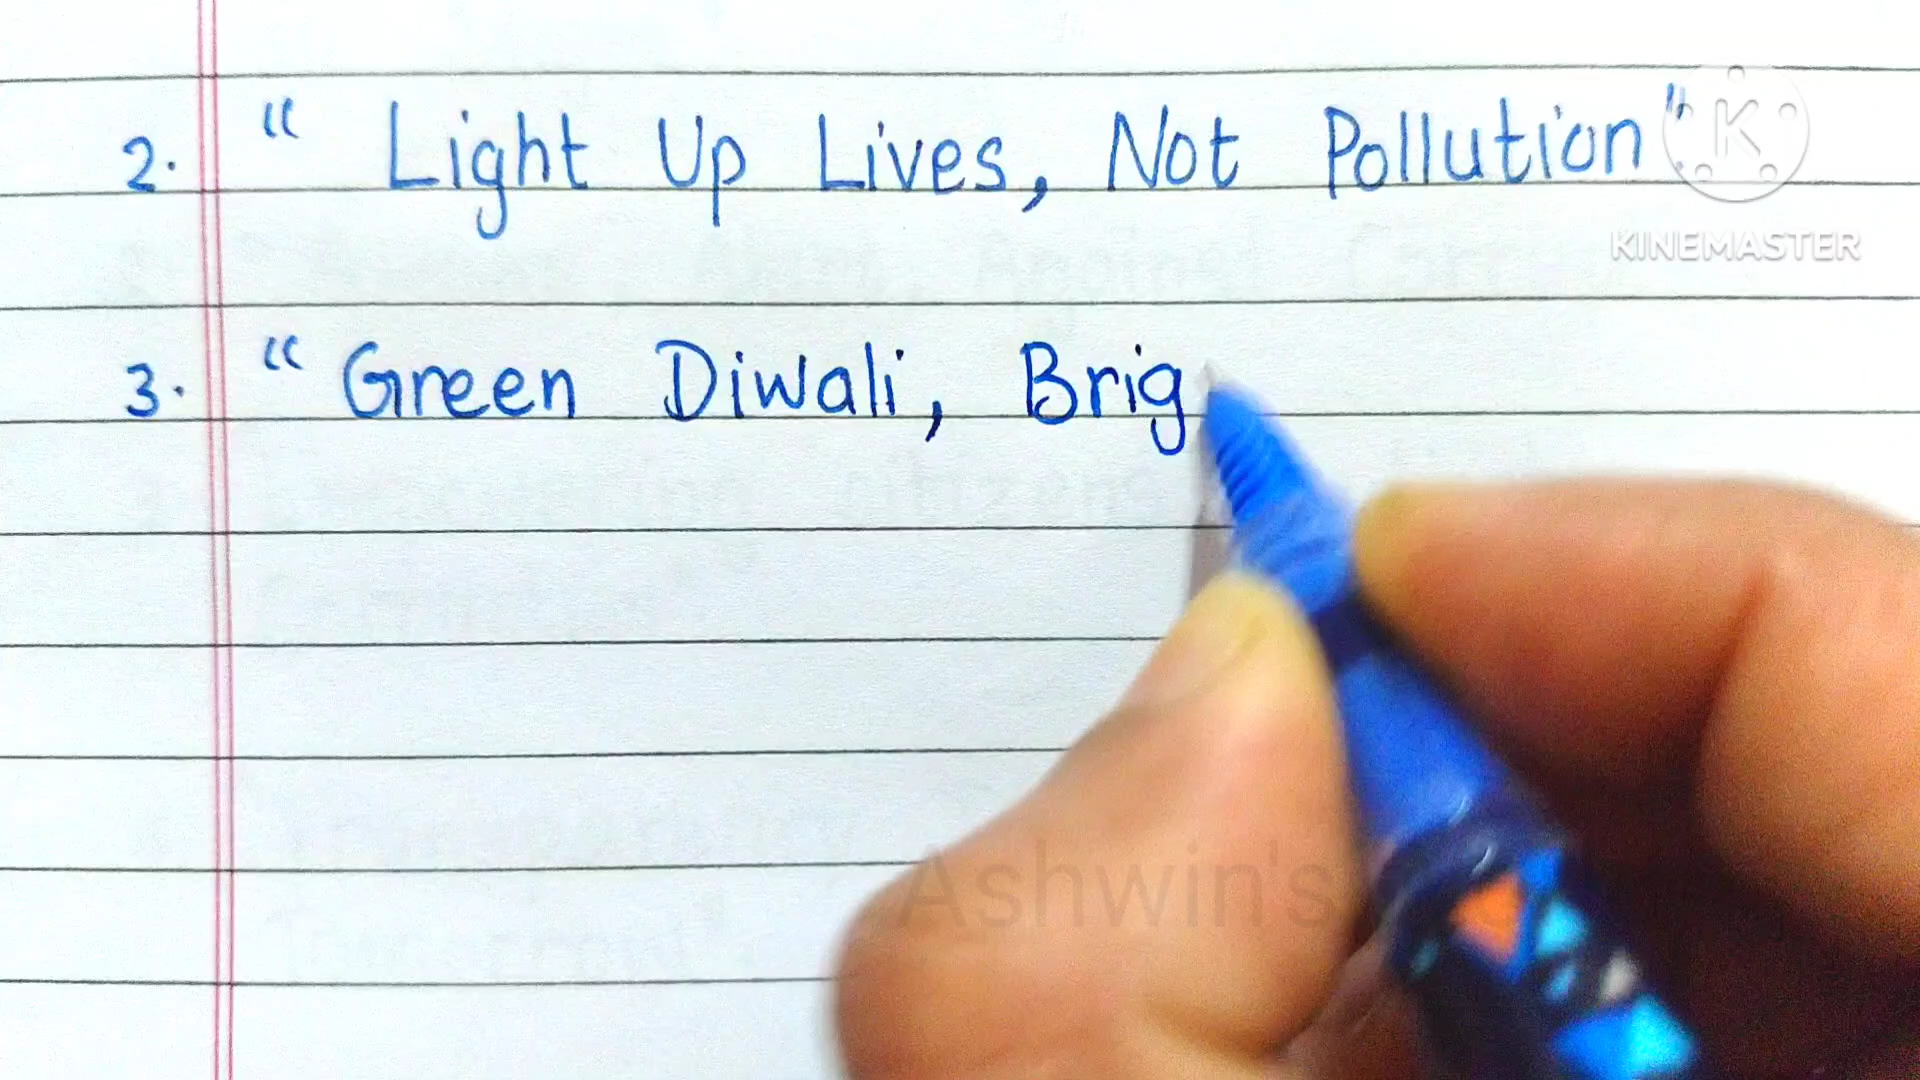 2. “ Light Up Lives, Not Pollution”.
KINEMASTER
3. “ Green Diwali, Brig
Ashwin's